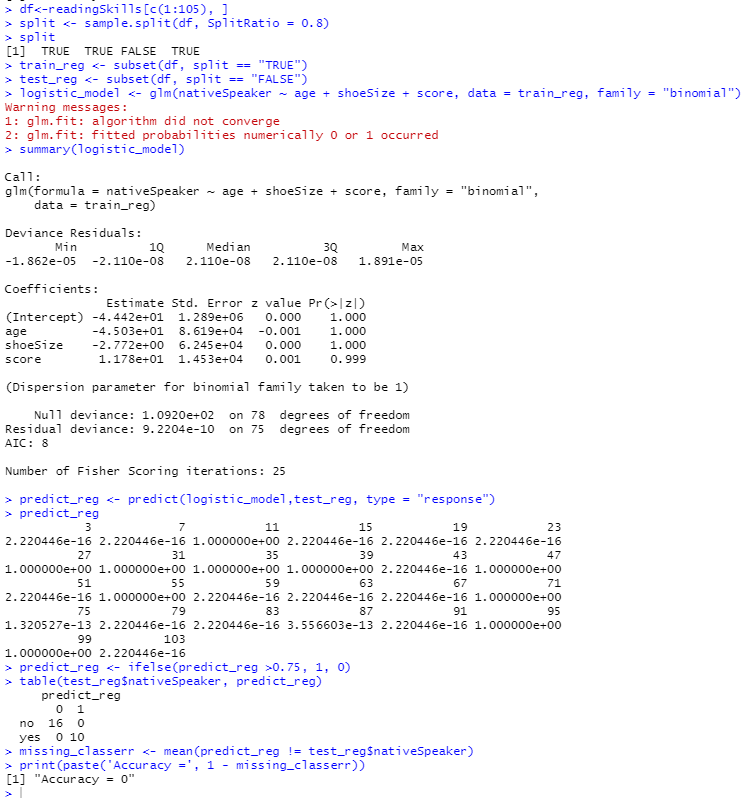 > df<-readingSkills[c(1:105), ]
> split <- sample.split(df, SplitRatio = 0.8)
> split
[1]  TRUE  TRUE FALSE  TRUE
> train_reg <- subset(df, split == "TRUE")
> test_reg <- subset(df, split == "FALSE")
> logistic_model <- glm(nativeSpeaker ~ age + shoeSize + score, data = train_reg, family = "binomial")
Warning messages:
1: glm.fit: algorithm did not converge
2: glm.fit: fitted probabilities numerically 0 or 1 occurred
> summary(logistic_model)

Call:
glm(formula = nativeSpeaker ~ age + shoeSize + score, family = "binomial",
    data = train_reg)

Deviance Residuals:
       Min          1Q      Median          3Q         Max
-1.862e-05  -2.110e-08   2.110e-08   2.110e-08   1.891e-05

Coefficients:
              Estimate Std. Error z value Pr(>|z|)
(Intercept) -4.442e+01  1.289e+06   0.000    1.000
age         -4.503e+01  8.619e+04  -0.001    1.000
shoeSize    -2.772e+00  6.245e+04   0.000    1.000
score        1.178e+01  1.453e+04   0.001    0.999

(Dispersion parameter for binomial family taken to be 1)

    Null deviance: 1.0920e+02  on 78  degrees of freedom
Residual deviance: 9.2204e-10  on 75  degrees of freedom
AIC: 8

Number of Fisher Scoring iterations: 25

> predict_reg <- predict(logistic_model,test_reg, type = "response")
> predict_reg
           3            7           11           15           19           23
2.220446e-16 2.220446e-16 1.000000e+00 2.220446e-16 2.220446e-16 2.220446e-16
          27           31           35           39           43           47
1.000000e+00 1.000000e+00 1.000000e+00 1.000000e+00 2.220446e-16 1.000000e+00
          51           55           59           63           67           71
2.220446e-16 1.000000e+00 2.220446e-16 2.220446e-16 2.220446e-16 1.000000e+00
          75           79           83           87           91           95
1.320527e-13 2.220446e-16 2.220446e-16 3.556603e-13 2.220446e-16 1.000000e+00
          99          103
1.000000e+00 2.220446e-16
> predict_reg <- ifelse(predict_reg >0.75, 1, 0)
> table(test_reg$nativeSpeaker, predict_reg)
     predict_reg
       0  1
  no  16  0
  yes  0 10
> missing_classerr <- mean(predict_reg != test_reg$nativeSpeaker)
> print(paste('Accuracy =', 1 - missing_classerr))
[1] "Accuracy = 0"
>